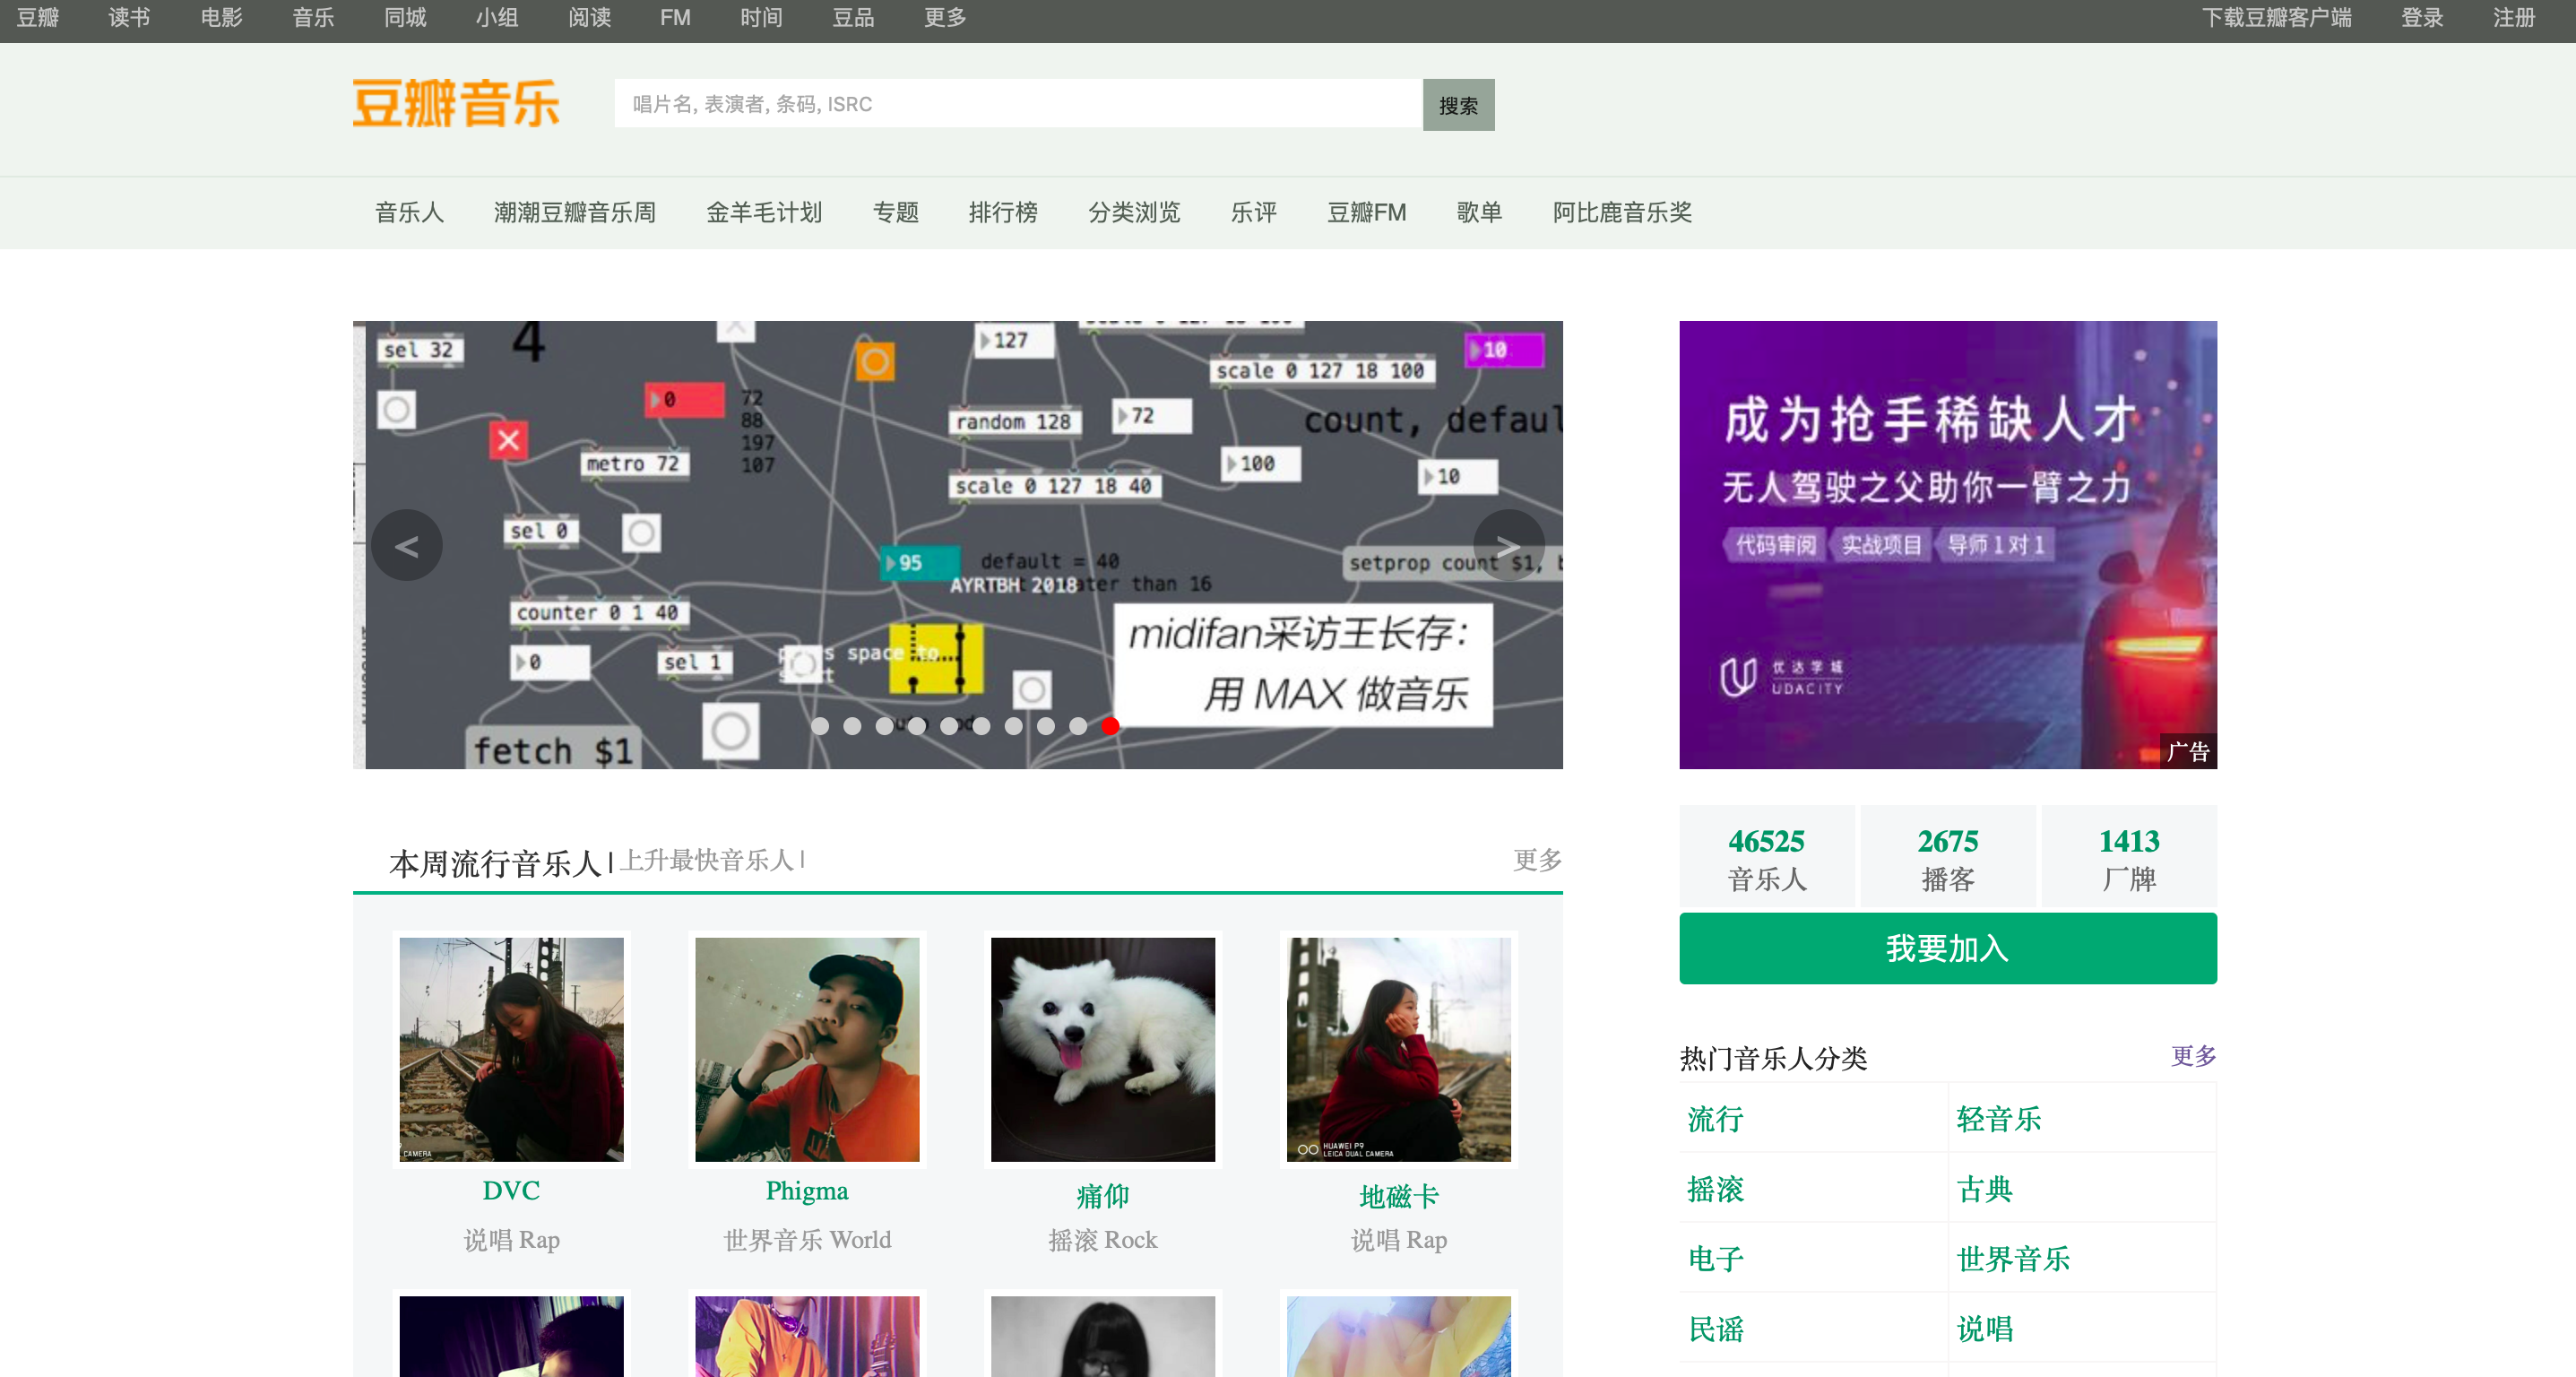 豆瓣 读书 电影 音乐 同城 小组 阅读 FM 时间 豆品 更多 下载豆瓣客户端 登录 注册
豆瓣音乐 唱片名, 表演者, 条码, ISRC 搜索
音乐人 潮潮豆瓣音乐周 金羊毛计划 专题 排行榜 分类浏览 乐评 豆瓣FM 歌单 阿比鹿音乐奖
4
sel 32
127
10
scale 0 127 18 100
0
72
88
197
107
random 128
72
count, defaul
metro 72
100
10
scale 0 127 18 40
sel 0
< >
95
default = 40
setprop count $1,
AYRTBH 2018
ater than 16
counter 0 1 40
0
sel 1
space to
midifan采访王长存:
用 MAX 做音乐
fetch $1
成为抢手稀缺人才
无人驾驶之父助你一臂之力
代码审阅 实战项目 导师1对1
优达学城
UDACITY
广告
46525 2675 1413
音乐人 播客 厂牌
我要加入
本周流行音乐人| 上升最快音乐人| 更多
CAMERA
HUAWEI P9
LEICA DUAL CAMERA
DVC Phigma 痛仰 地磁卡
说唱 Rap 世界音乐 World 摇滚 Rock 说唱 Rap
热门音乐人分类 更多
流行 轻音乐
摇滚 古典
电子 世界音乐
民谣 说唱